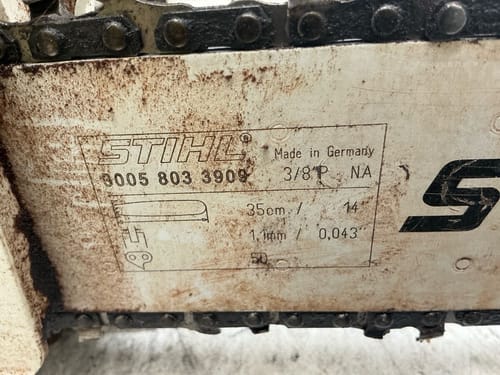 STIHL®
Made in Germany
3005 803 3909
3/8 P NA
35cm / 14"
1,1mm / 0,043"
50